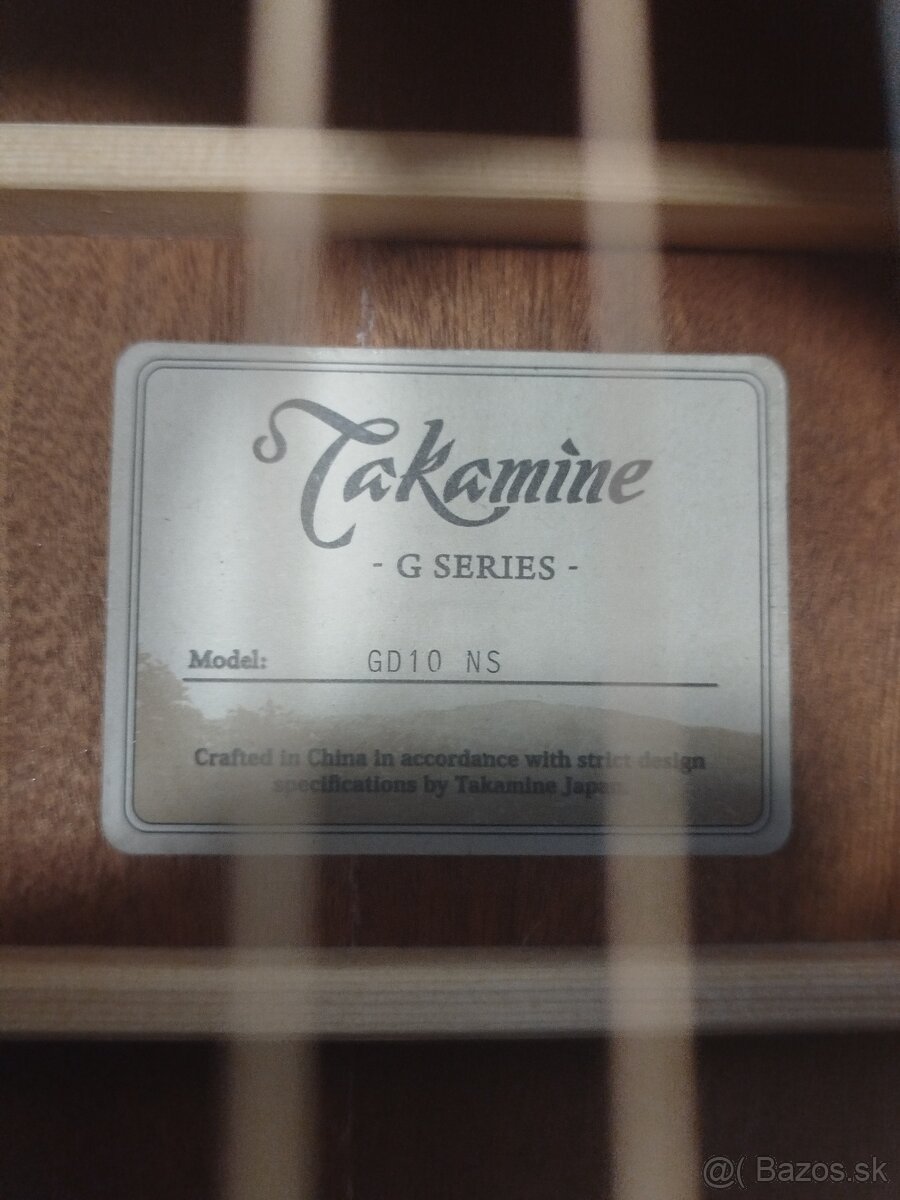 Takamine
- G SERIES -
Model: GD10 NS
Crafted in China in accordance with strict design
specifications by Takamine Japan.
@( Bazos.sk